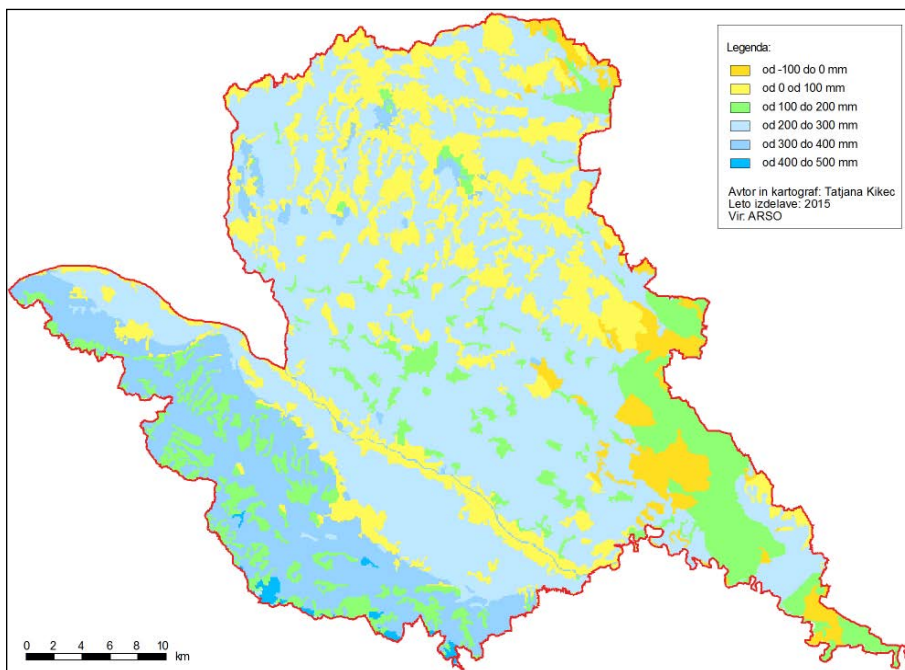 Legenda:
od -100 do 0 mm
od 0 od 100 mm
od 100 do 200 mm
od 200 do 300 mm
od 300 do 400 mm
od 400 do 500 mm
Avtor in kartograf: Tatjana Kikec
Leto izdelave: 2015
Vir: ARSO
0 2 4 6 8 10
km